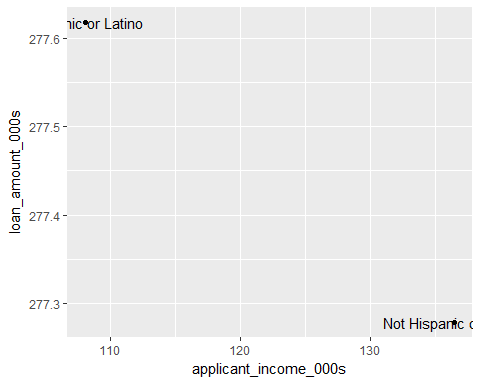 nic or Latino
277.6
277.5
277.4
277.3
Not Hispanic o
110
120
130
applicant_income_000s
loan_amount_000s